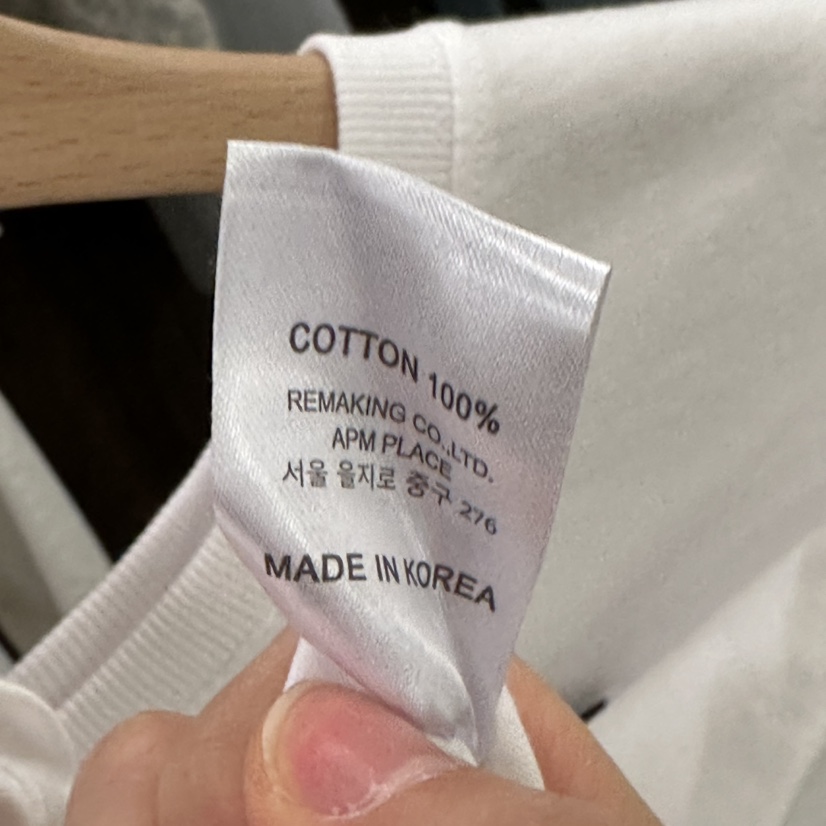 COTTON 100%
REMAKING CO.,LTD.
APM PLACE
서울 을지로 중구 276
MADE IN KOREA